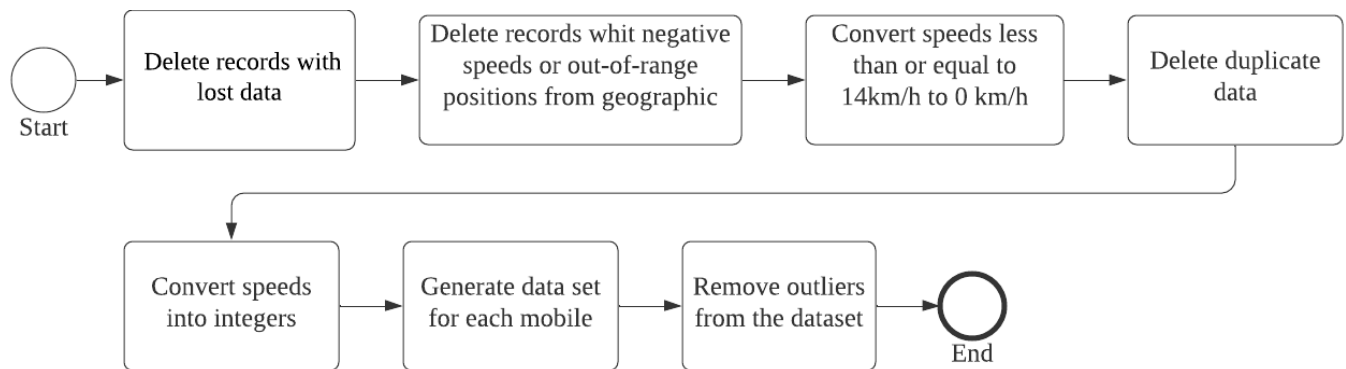 Start
Delete records with
lost data
Delete records whit negative
speeds or out-of-range
positions from geographic
Convert speeds less
than or equal to
14km/h to 0 km/h
Delete duplicate
data
Convert speeds
into integers
Generate data set
for each mobile
Remove outliers
from the dataset
End